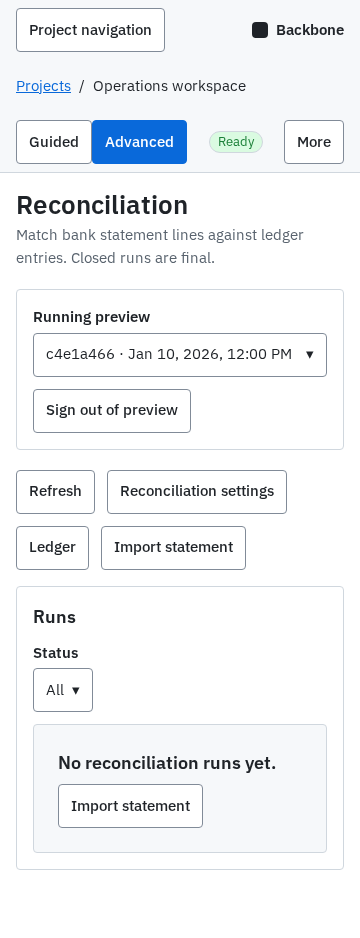 Project navigation
Backbone
Projects / Operations workspace
Guided Advanced Ready More
Reconciliation
Match bank statement lines against ledger
entries. Closed runs are final.
Running preview
c4e1a466 · Jan 10, 2026, 12:00 PM ▾
Sign out of preview
Refresh Reconciliation settings
Ledger Import statement
Runs
Status
All ▾
No reconciliation runs yet.
Import statement